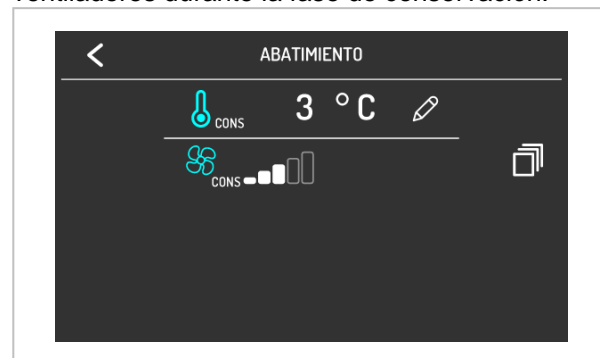 ventiladores durante la fase de conservación.
ABATIMIENTO
CONS 3 °C
CONS